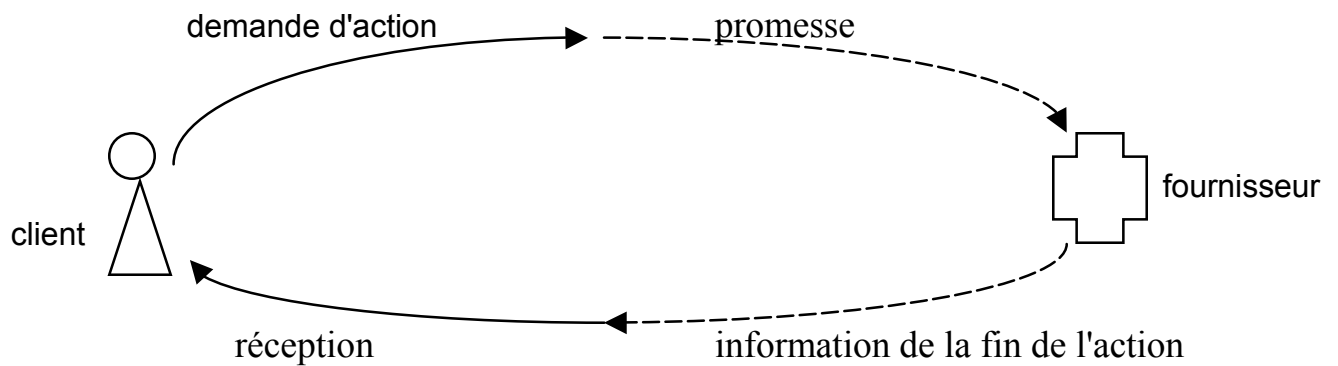 demande d'action
promesse
client
fournisseur
réception
information de la fin de l'action